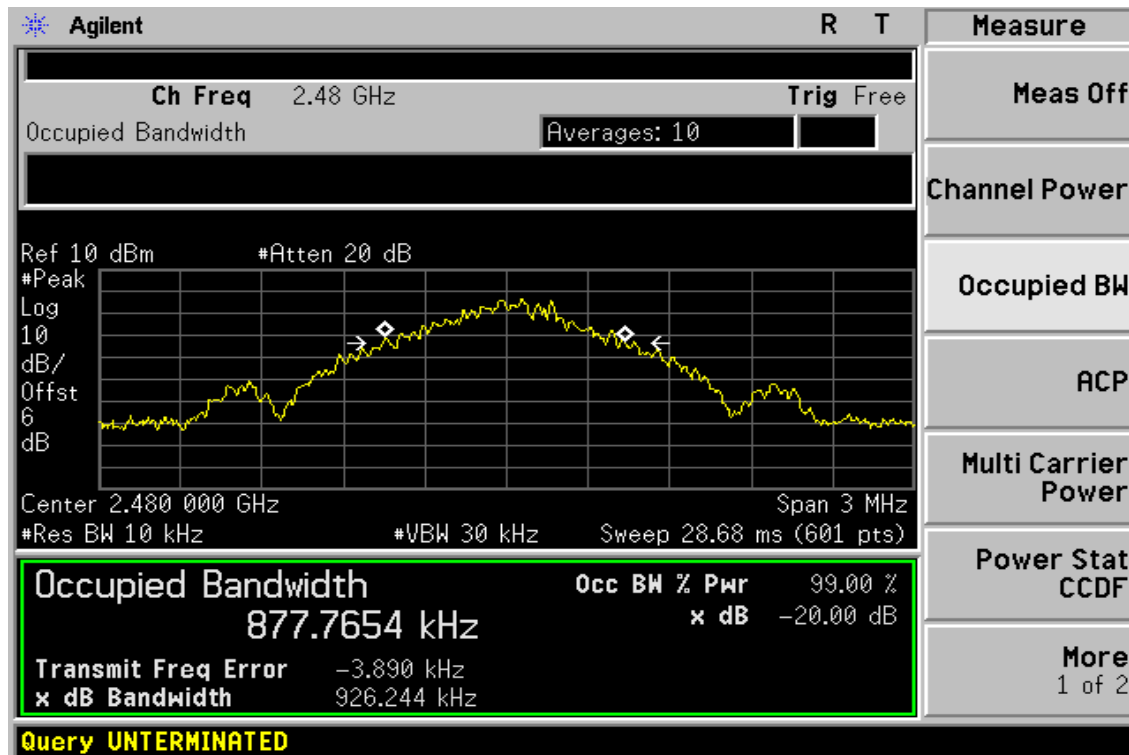 Agilent R T Measure
Ch Freq 2.48 GHz Trig Free
Meas Off
Occupied Bandwidth Averages: 10
Channel Power
Ref 10 dBm #Atten 20 dB
#Peak
Log
10
dB/
Offst
6
dB
Occupied BW
ACP
Center 2.480 000 GHz Span 3 MHz
#Res BW 10 kHz #VBW 30 kHz Sweep 28.68 ms (601 pts)
Multi Carrier
Power
Occupied Bandwidth Occ BW % Pwr 99.00 %
877.7654 kHz x dB -20.00 dB
Transmit Freq Error -3.890 kHz
x dB Bandwidth 926.244 kHz
Power Stat
CCDF
More
1 of 2
Query UNTERMINATED